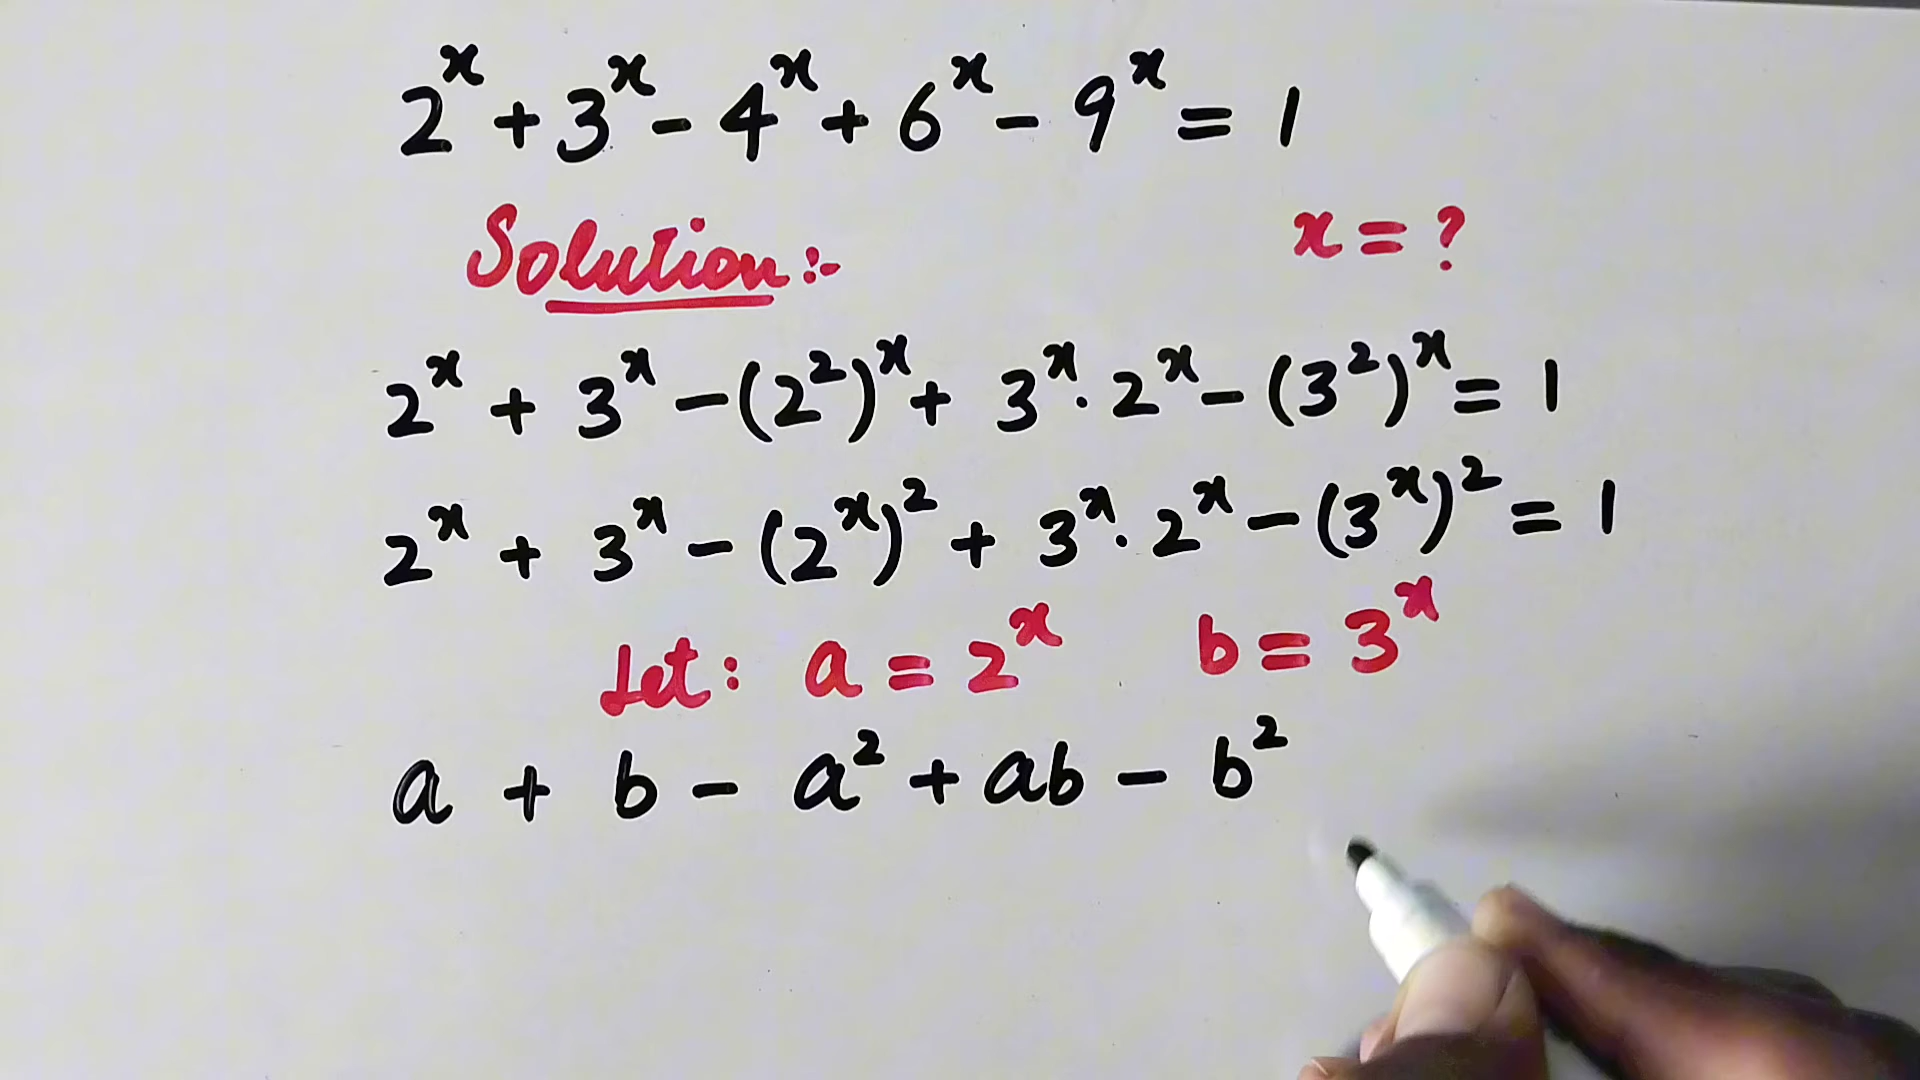 2^x + 3^x - 4^x + 6^x - 9^x = 1
Solution:-
x = ?
2^x + 3^x - (2^2)^x + 3^x . 2^x - (3^2)^x = 1
2^x + 3^x - (2^x)^2 + 3^x . 2^x - (3^x)^2 = 1
Let: a = 2^x b = 3^x
a + b - a^2 + ab - b^2